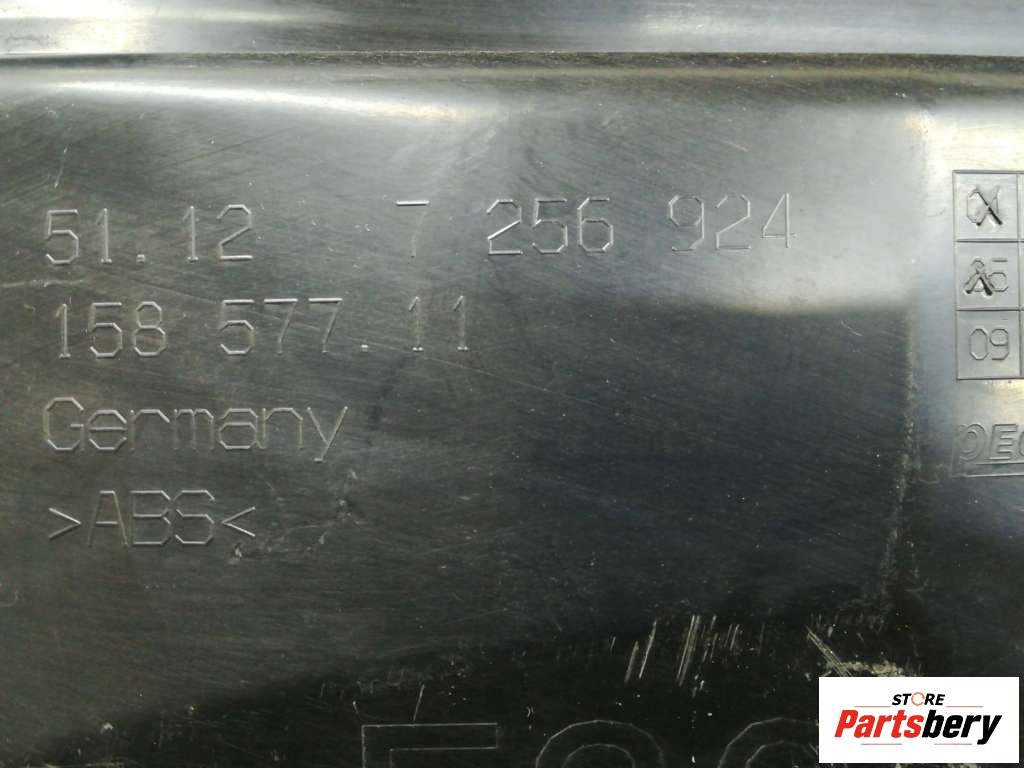 51.12 7 256 924
158 577.11
Germany
>ABS<
09
STORE
Partsbery